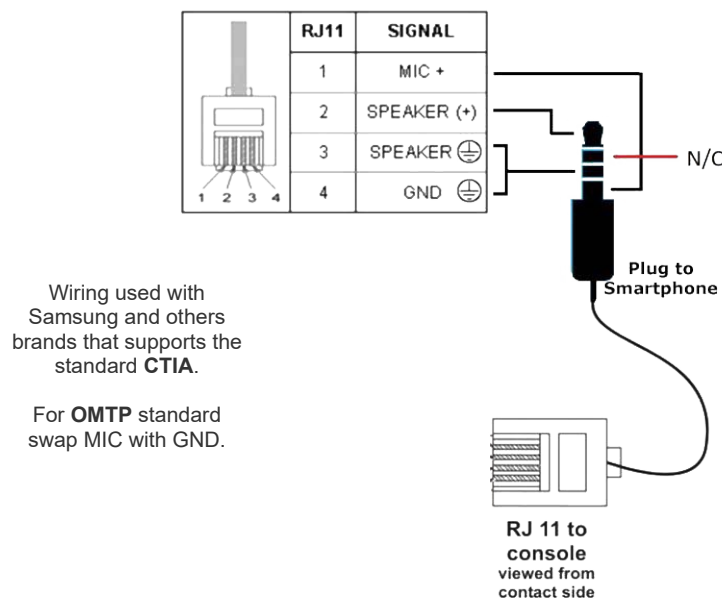 RJ11 SIGNAL
1 MIC +
2 SPEAKER (+)
3 SPEAKER
4 GND
1 2 3 4
N/C
Plug to
Smartphone
Wiring used with
Samsung and others
brands that supports the
standard CTIA.
For OMTP standard
swap MIC with GND.
RJ 11 to
console
viewed from
contact side